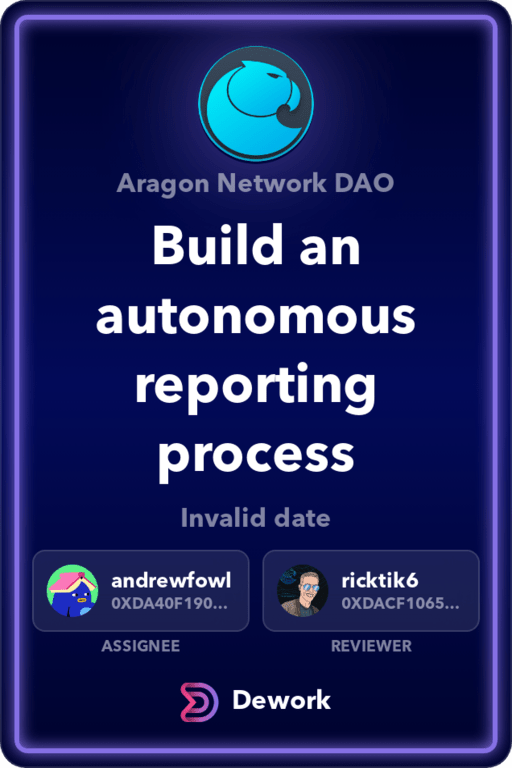 Aragon Network DAO
Build an
autonomous
reporting
process
Invalid date
andrewfowl
0XDA40F190...
ASSIGNEE
ricktik6
0XDACF1065...
REVIEWER
Dework